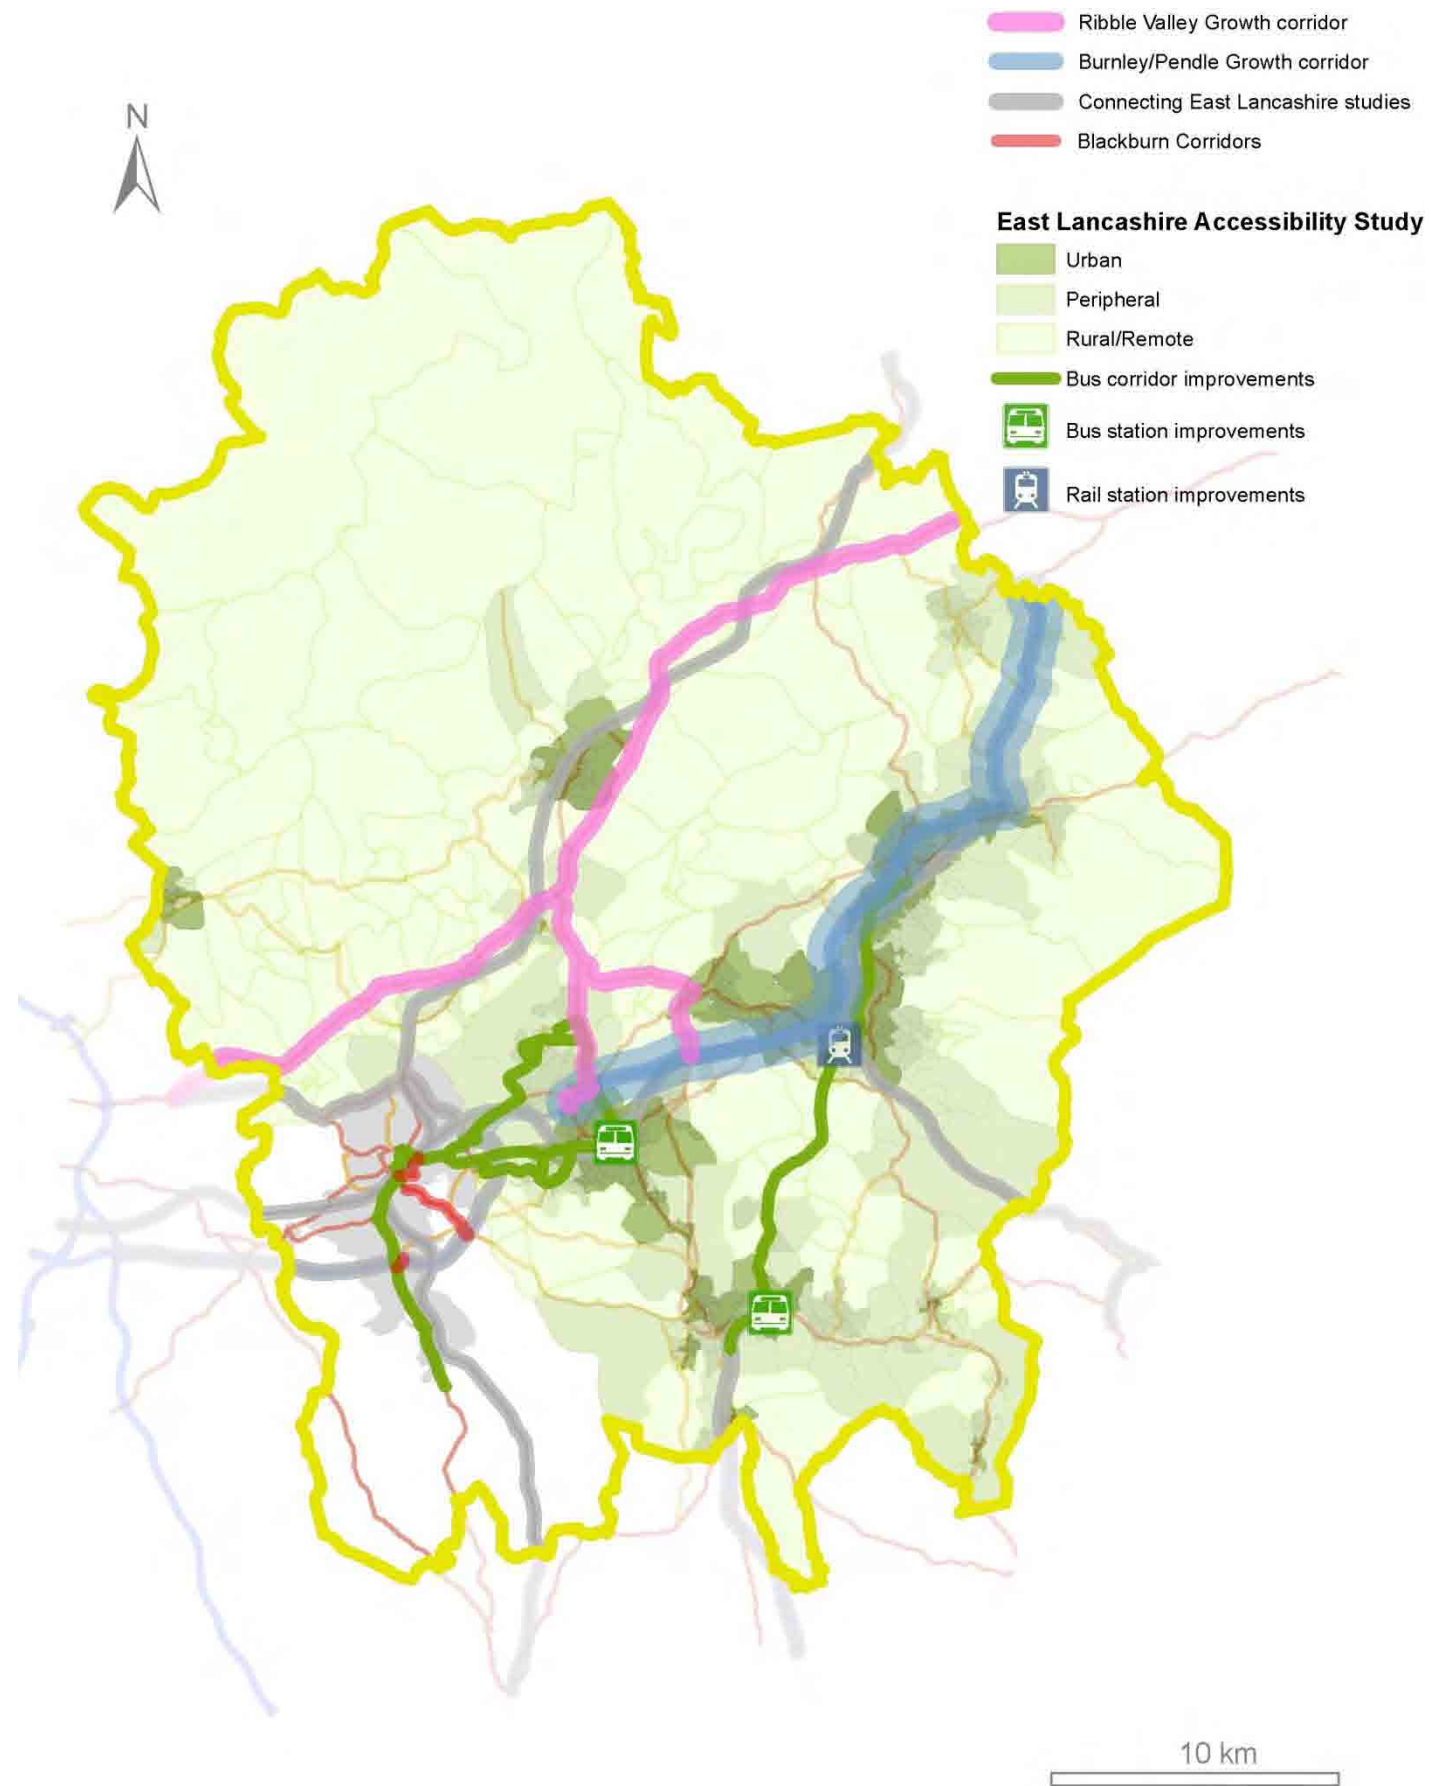 Ribble Valley Growth corridor
Burnley/Pendle Growth corridor
Connecting East Lancashire studies
Blackburn Corridors
N
East Lancashire Accessibility Study
Urban
Peripheral
Rural/Remote
Bus corridor improvements
Bus station improvements
Rail station improvements
10 km